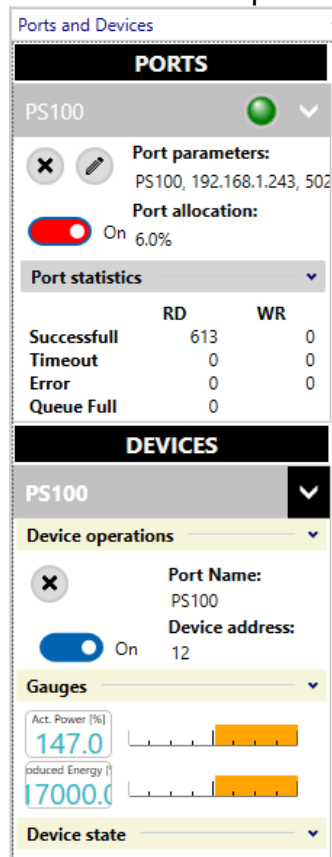 Ports and Devices
PORTS
PS100
Port parameters:
PS100, 192.168.1.243, 502
Port allocation:
On 6.0%
Port statistics
RD WR
Successfull 613 0
Timeout 0 0
Error 0 0
Queue Full 0
DEVICES
PS100
Device operations
Port Name:
PS100
Device address:
On 12
Gauges
Act. Power [%]
147.0
oduced Energy [
17000.0
Device state